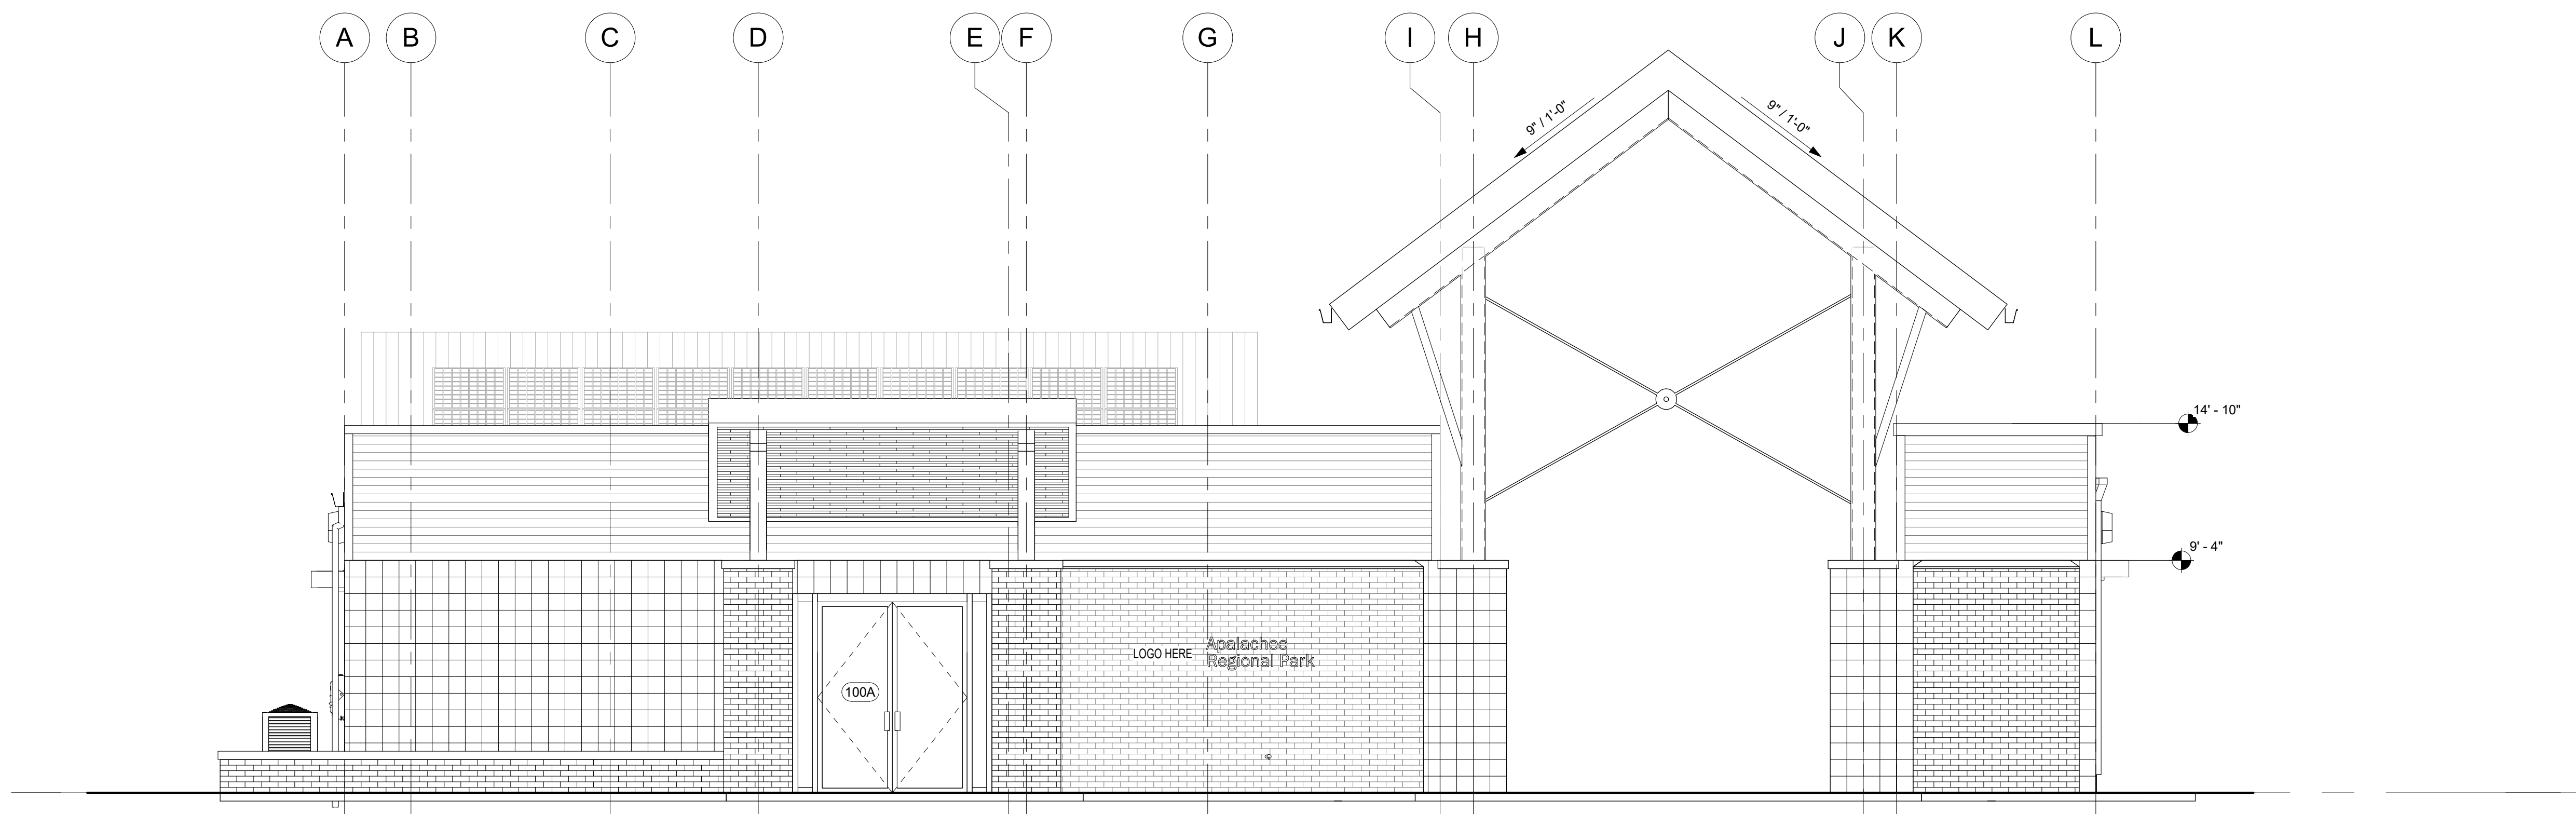 A
B
C
D
E
F
G
I
H
J
K
L
9" / 1'-0"
9" / 1'-0"
14' - 10"
9' - 4"
LOGO HERE
Apalachee
Regional Park
100A